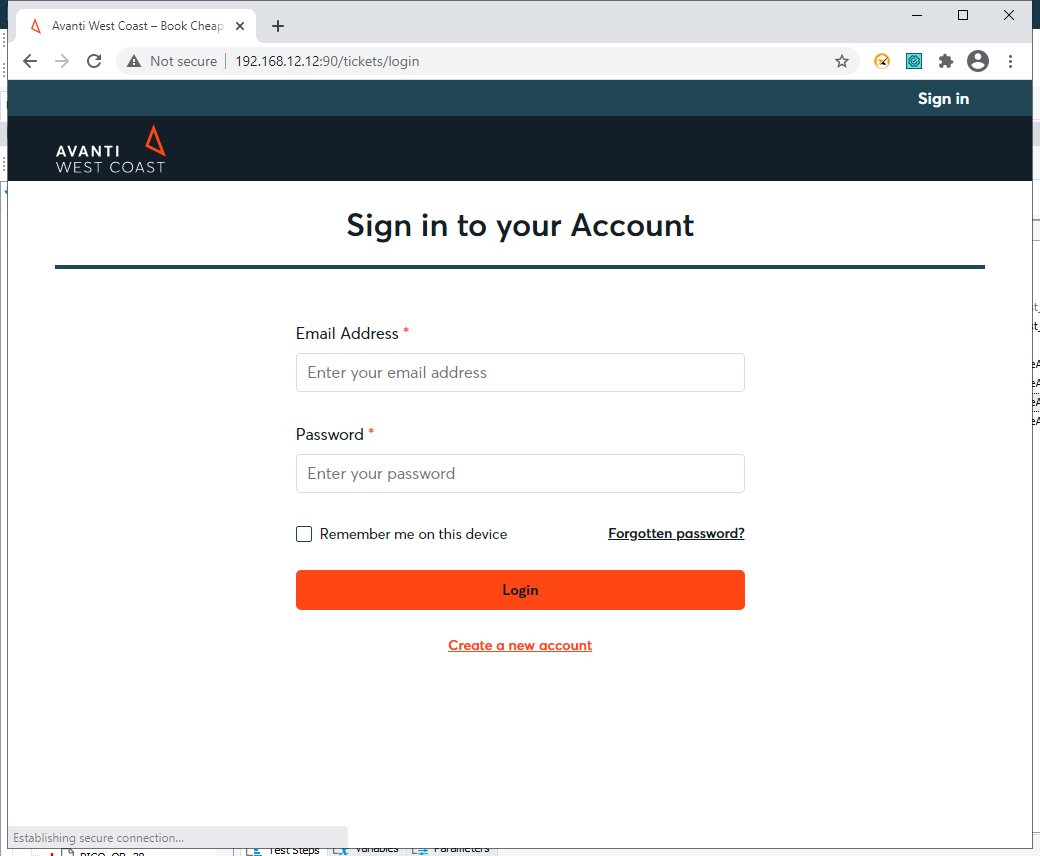 Avanti West Coast – Book Cheap
Not secure
192.168.12.12:90/tickets/login
Sign in
AVANTI
WEST COAST
Sign in to your Account
Email Address *
Enter your email address
Password *
Enter your password
Remember me on this device
Forgotten password?
Login
Create a new account
Establishing secure connection...
Test Steps
Variables
Parameters